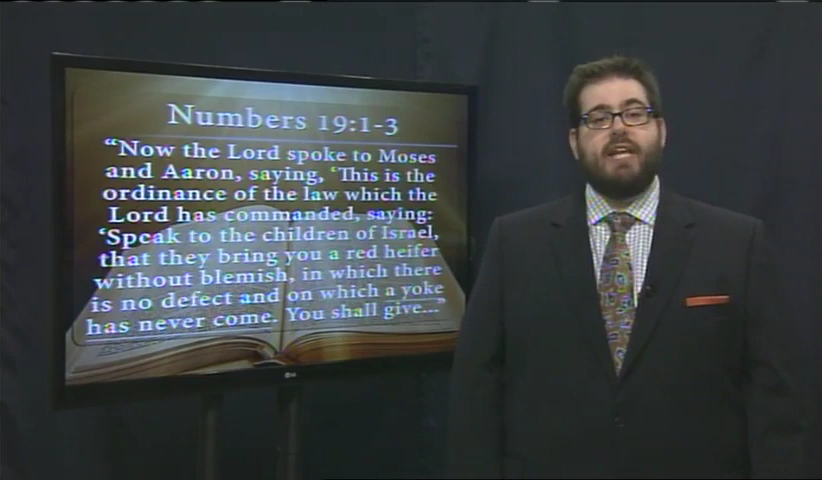 Numbers 19:1-3
“Now the Lord spoke to Moses
and Aaron, saying, ‘This is the
ordinance of the law which the
Lord has commanded, saying:
‘Speak to the children of Israel,
that they bring you a red heifer
without blemish, in which there
is no defect and on which a yoke
has never come. You shall give...”